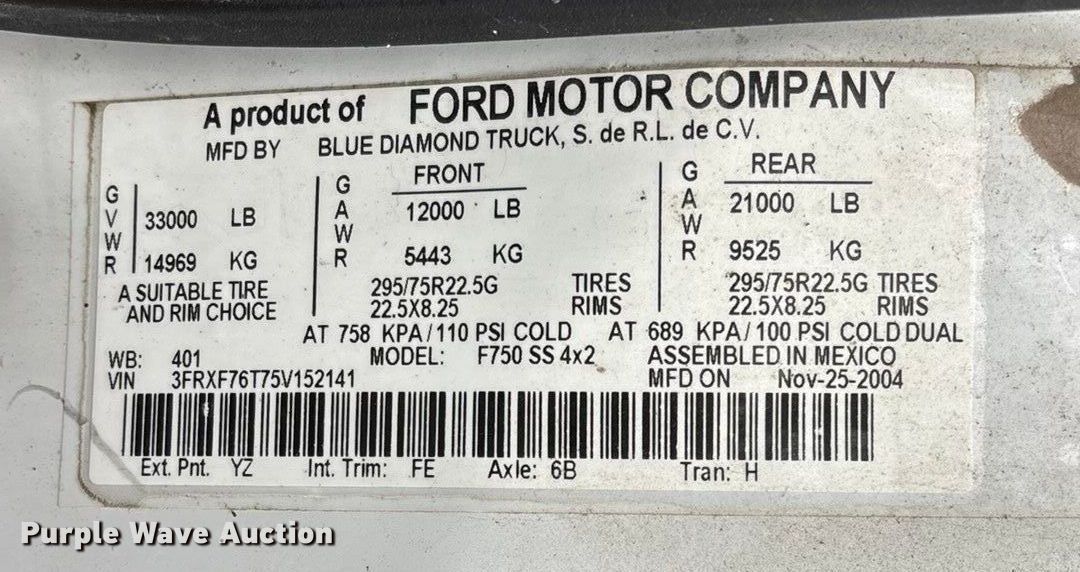 A product of FORD MOTOR COMPANY
MFD BY BLUE DIAMOND TRUCK, S. de R.L. de C.V.
GVWR 33000 LB 14969 KG
GAWR FRONT 12000 LB 5443 KG
GAWR REAR 21000 LB 9525 KG
A SUITABLE TIRE 295/75R22.5G TIRES 295/75R22.5G TIRES
AND RIM CHOICE 22.5X8.25 RIMS 22.5X8.25 RIMS
AT 758 KPA/110 PSI COLD AT 689 KPA/100 PSI COLD DUAL
WB: 401 MODEL: F750 SS 4x2 ASSEMBLED IN MEXICO
VIN 3FRXF76T75V152141 MFD ON Nov-25-2004
Ext. Pnt. YZ Int. Trim: FE Axle: 6B Tran: H
Purple Wave Auction